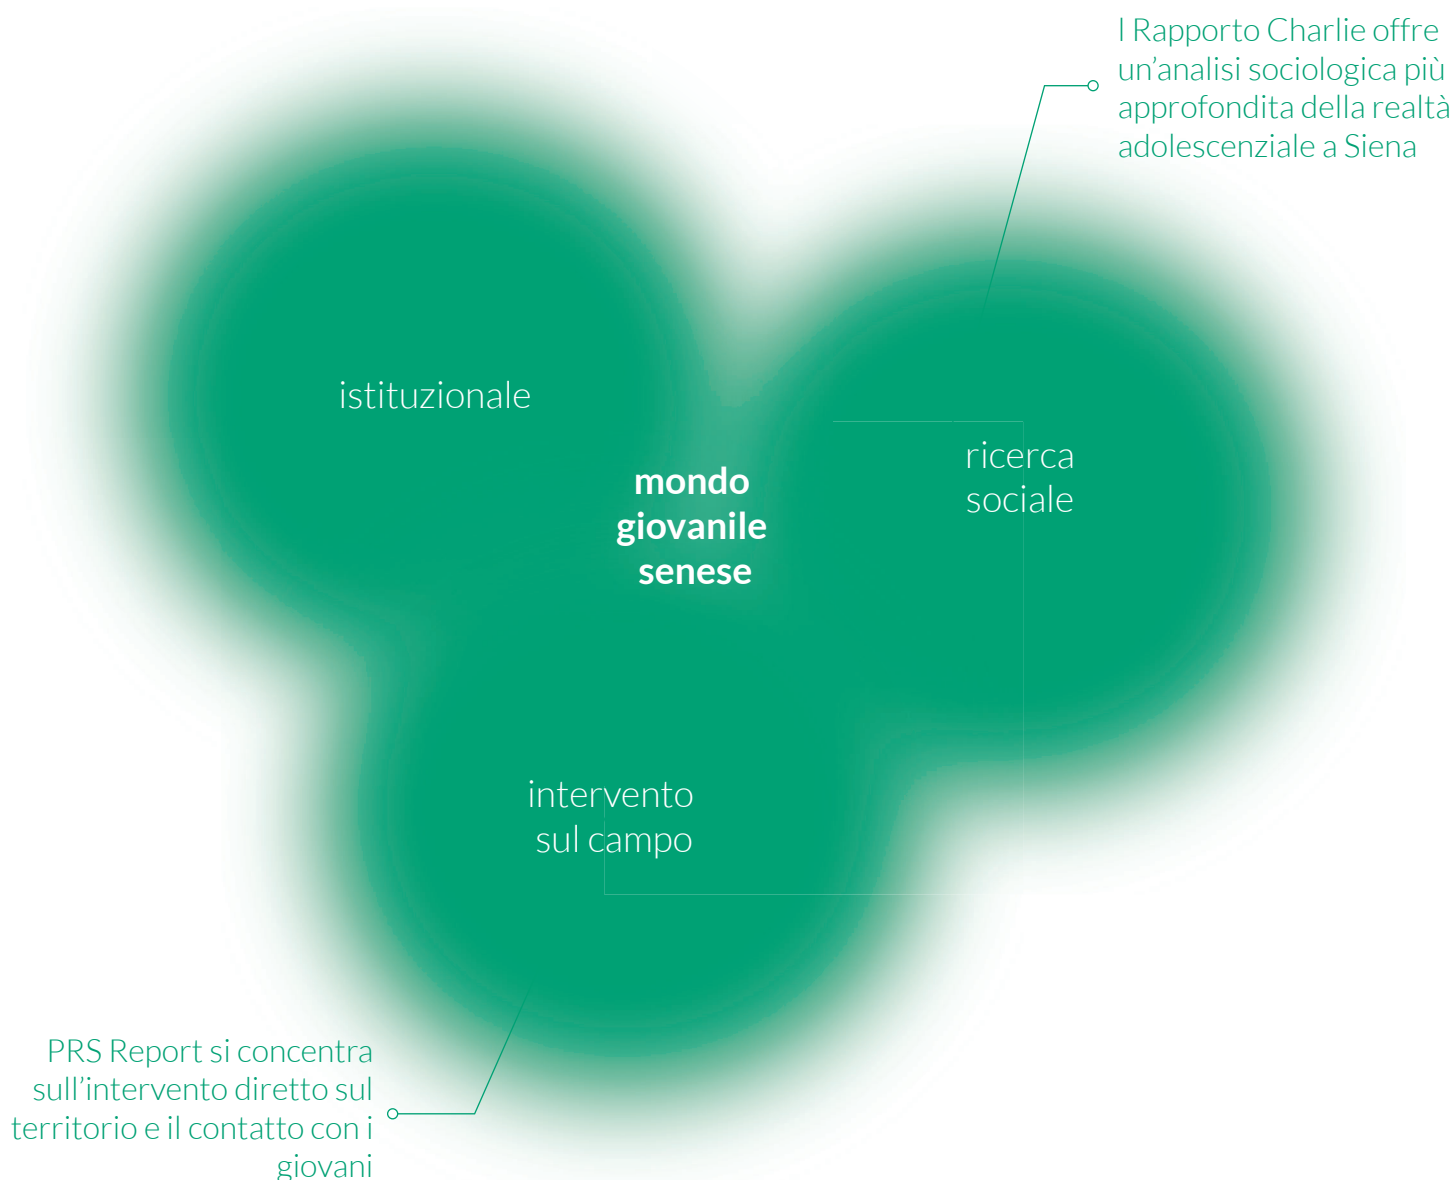 l Rapporto Charlie offre
un’analisi sociologica più
approfondita della realtà
adolescenziale a Siena
istituzionale
ricerca
sociale
mondo
giovanile
senese
intervento
sul campo
PRS Report si concentra
sull’intervento diretto sul
territorio e il contatto con i
giovani